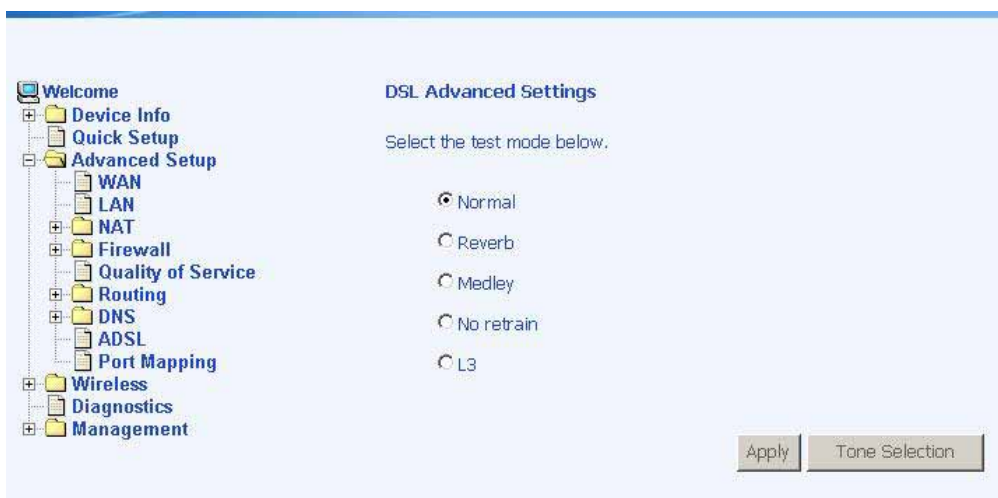 Welcome
Device Info
Quick Setup
Advanced Setup
WAN
LAN
NAT
Firewall
Quality of Service
Routing
DNS
ADSL
Port Mapping
Wireless
Diagnostics
Management
DSL Advanced Settings
Select the test mode below.
Normal
Reverb
Medley
No retrain
L3
Apply
Tone Selection